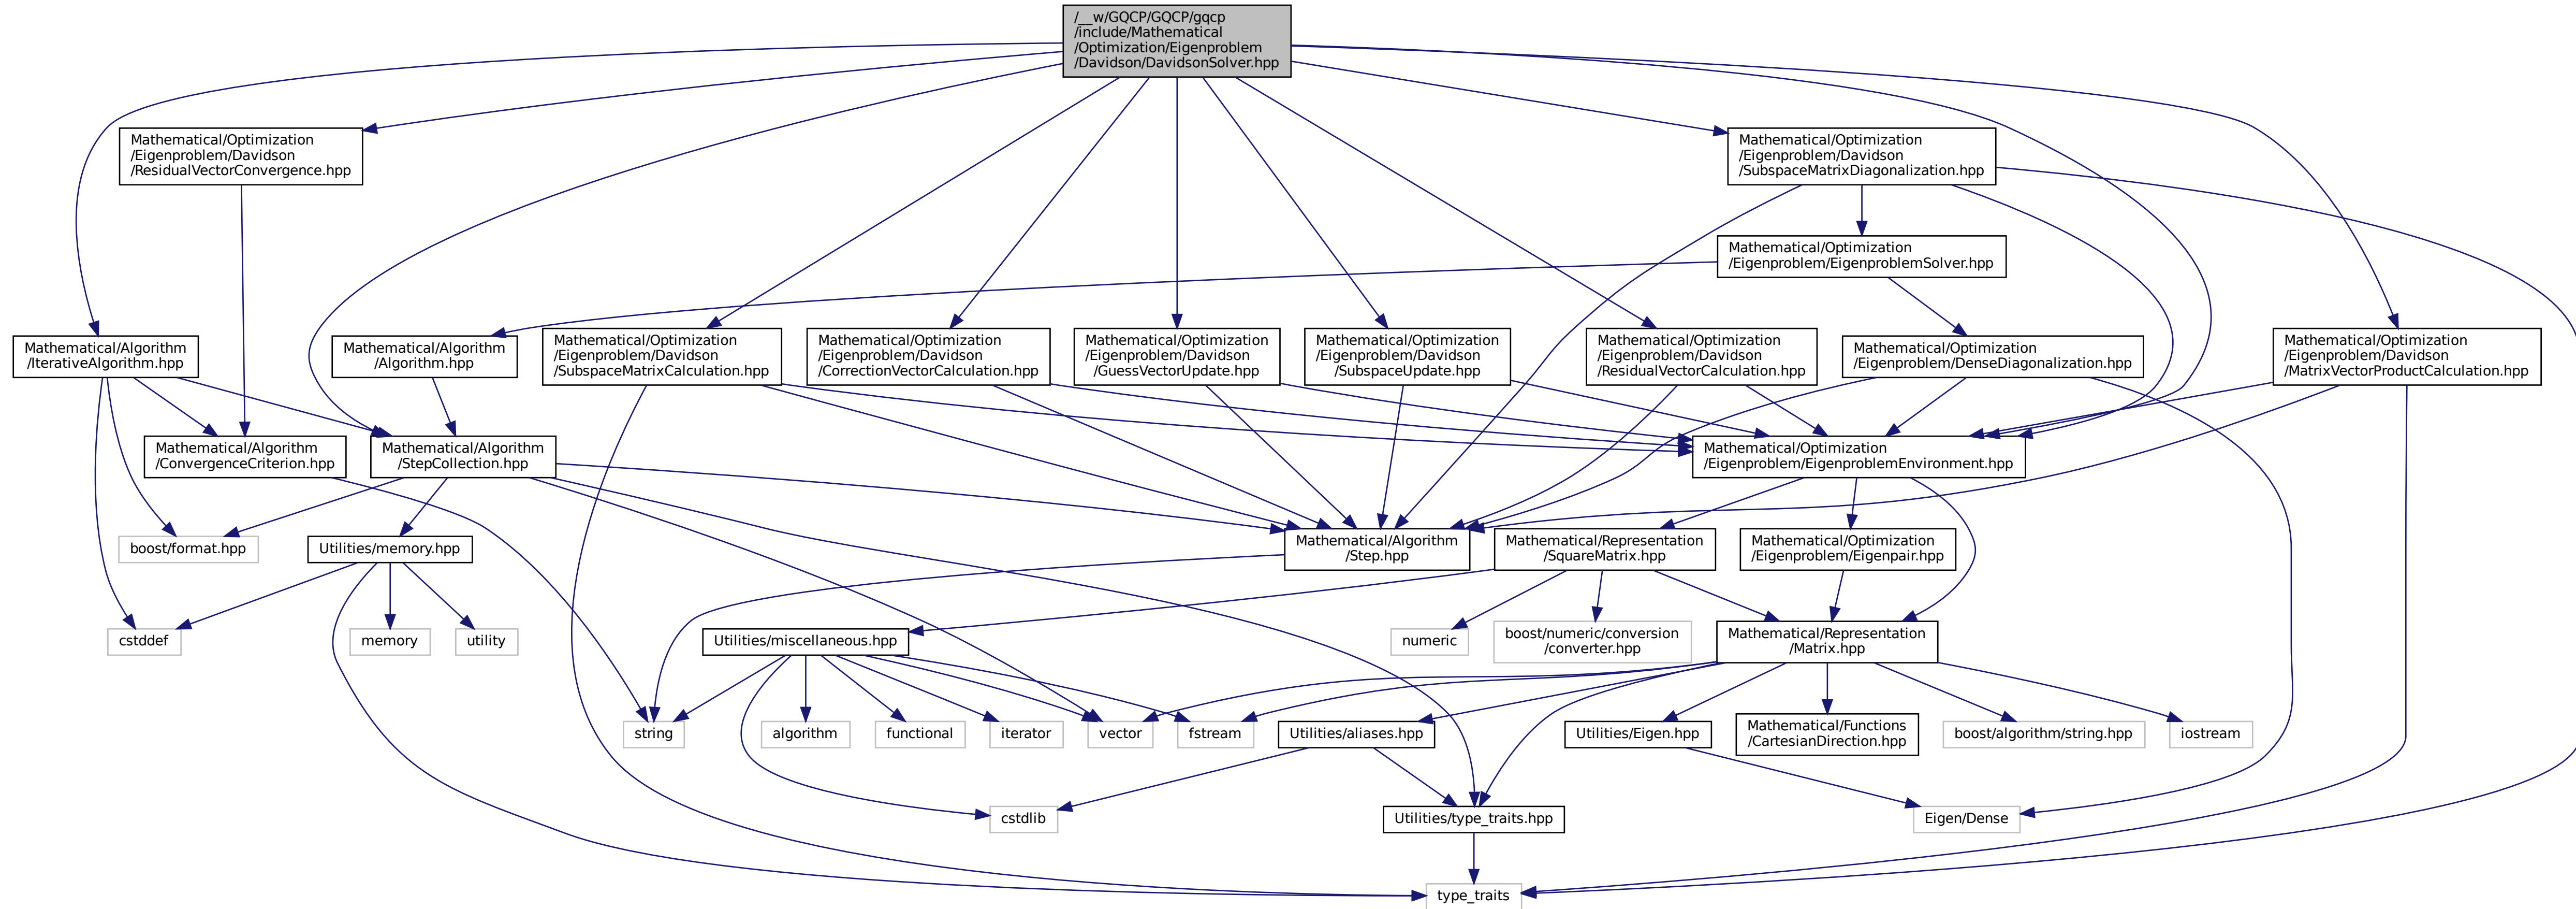 /__w/GQCP/GQCP/gqcp
/include/Mathematical
/Optimization/Eigenproblem
/Davidson/DavidsonSolver.hpp
Mathematical/Optimization
/Eigenproblem/Davidson
/ResidualVectorConvergence.hpp
Mathematical/Optimization
/Eigenproblem/Davidson
/SubspaceMatrixDiagonalization.hpp
Mathematical/Optimization
/Eigenproblem/EigenproblemSolver.hpp
Mathematical/Algorithm
/IterativeAlgorithm.hpp
Mathematical/Algorithm
/Algorithm.hpp
Mathematical/Optimization
/Eigenproblem/Davidson
/SubspaceMatrixCalculation.hpp
Mathematical/Optimization
/Eigenproblem/Davidson
/CorrectionVectorCalculation.hpp
Mathematical/Optimization
/Eigenproblem/Davidson
/GuessVectorUpdate.hpp
Mathematical/Optimization
/Eigenproblem/Davidson
/SubspaceUpdate.hpp
Mathematical/Optimization
/Eigenproblem/Davidson
/ResidualVectorCalculation.hpp
Mathematical/Optimization
/Eigenproblem/DenseDiagonalization.hpp
Mathematical/Optimization
/Eigenproblem/Davidson
/MatrixVectorProductCalculation.hpp
Mathematical/Algorithm
/ConvergenceCriterion.hpp
Mathematical/Algorithm
/StepCollection.hpp
Mathematical/Optimization
/Eigenproblem/EigenproblemEnvironment.hpp
boost/format.hpp
Utilities/memory.hpp
Mathematical/Algorithm
/Step.hpp
Mathematical/Representation
/SquareMatrix.hpp
Mathematical/Optimization
/Eigenproblem/Eigenpair.hpp
cstddef
memory
utility
Utilities/miscellaneous.hpp
numeric
boost/numeric/conversion
/converter.hpp
Mathematical/Representation
/Matrix.hpp
string
algorithm
functional
iterator
vector
fstream
Utilities/aliases.hpp
Utilities/Eigen.hpp
Mathematical/Functions
/CartesianDirection.hpp
boost/algorithm/string.hpp
iostream
cstdlib
Utilities/type_traits.hpp
Eigen/Dense
type_traits